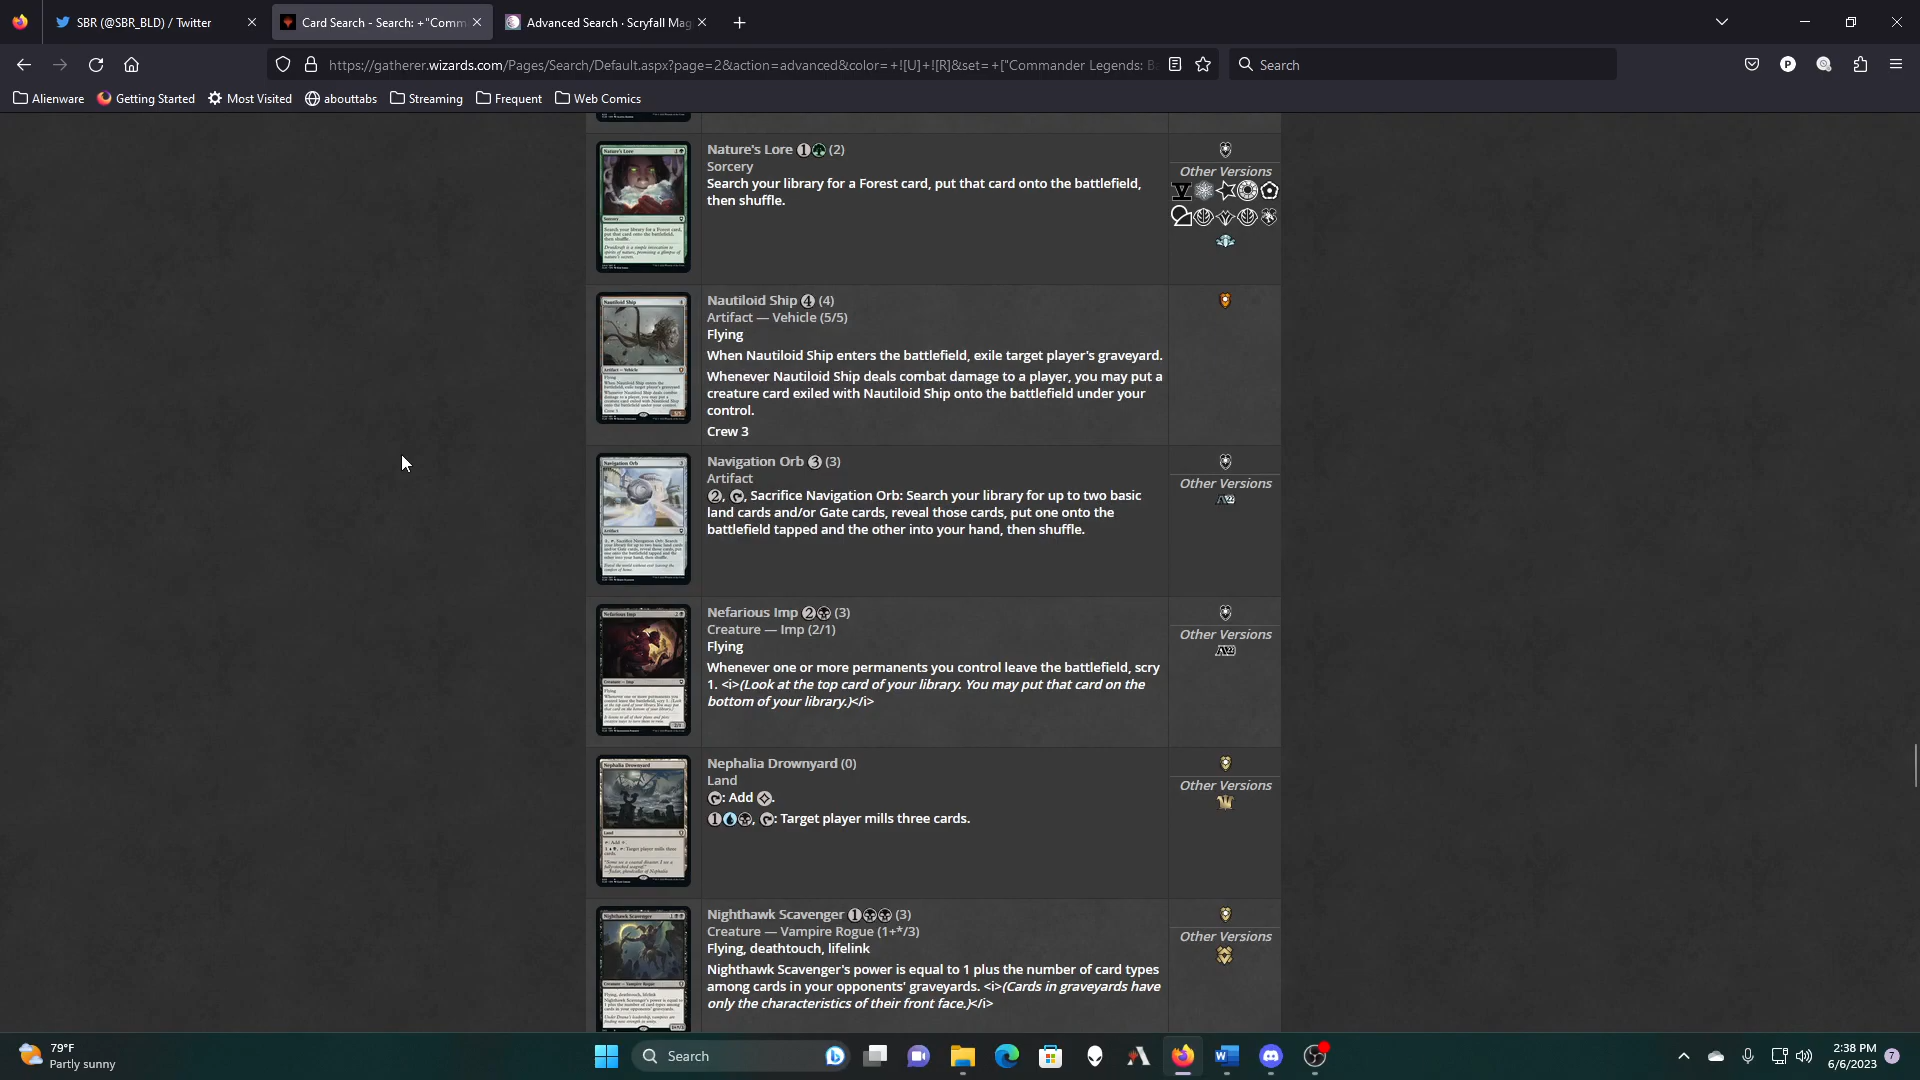 SBR (@SBR_BLD) / Twitter
Card Search - Search: +"Comm
Advanced Search · Scryfall Mag
https://gatherer.wizards.com/Pages/Search/Default.aspx?page=2&action=advanced&color=+![U]+![R]&set=+["Commander Legends: Ba
Search
Alienware
Getting Started
Most Visited
abouttabs
Streaming
Frequent
Web Comics
Nature's Lore 1 (2)
Sorcery
Search your library for a Forest card, put that card onto the battlefield,
then shuffle.
Other Versions
Nautiloid Ship 4 (4)
Artifact — Vehicle (5/5)
Flying
When Nautiloid Ship enters the battlefield, exile target player's graveyard.
Whenever Nautiloid Ship deals combat damage to a player, you may put a
creature card exiled with Nautiloid Ship onto the battlefield under your
control.
Crew 3
Navigation Orb 3 (3)
Artifact
2, , Sacrifice Navigation Orb: Search your library for up to two basic
land cards and/or Gate cards, reveal those cards, put one onto the
battlefield tapped and the other into your hand, then shuffle.
Other Versions
Nefarious Imp 2 (3)
Creature — Imp (2/1)
Flying
Whenever one or more permanents you control leave the battlefield, scry
1. <i>(Look at the top card of your library. You may put that card on the
bottom of your library.)</i>
Other Versions
Nephalia Drownyard (0)
Land
: Add .
1, : Target player mills three cards.
Other Versions
Nighthawk Scavenger 1 (3)
Creature — Vampire Rogue (1+*/3)
Flying, deathtouch, lifelink
Nighthawk Scavenger's power is equal to 1 plus the number of card types
among cards in your opponents' graveyards. <i>(Cards in graveyards have
only the characteristics of their front face.)</i>
Other Versions
79°F
Partly sunny
Search
2:38 PM
6/6/2023
7